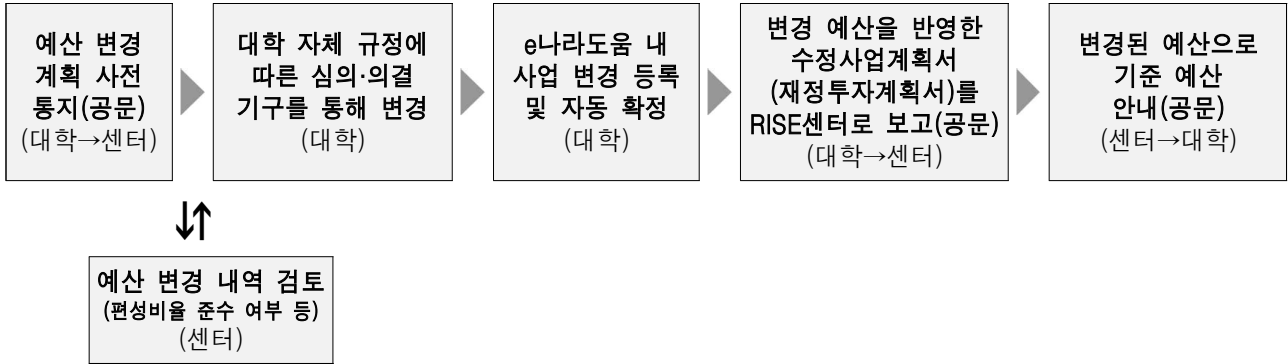 예산 변경
계획 사전
통지(공문)
(대학→센터)
대학 자체 규정에
따른 심의·의결
기구를 통해 변경
(대학)
e나라도움 내
사업 변경 등록
및 자동 확정
(대학)
변경 예산을 반영한
수정사업계획서
(재정투자계획서)를
RISE센터로 보고(공문)
(대학→센터)
변경된 예산으로
기준 예산
안내(공문)
(센터→대학)
예산 변경 내역 검토
(편성비율 준수 여부 등)
(센터)